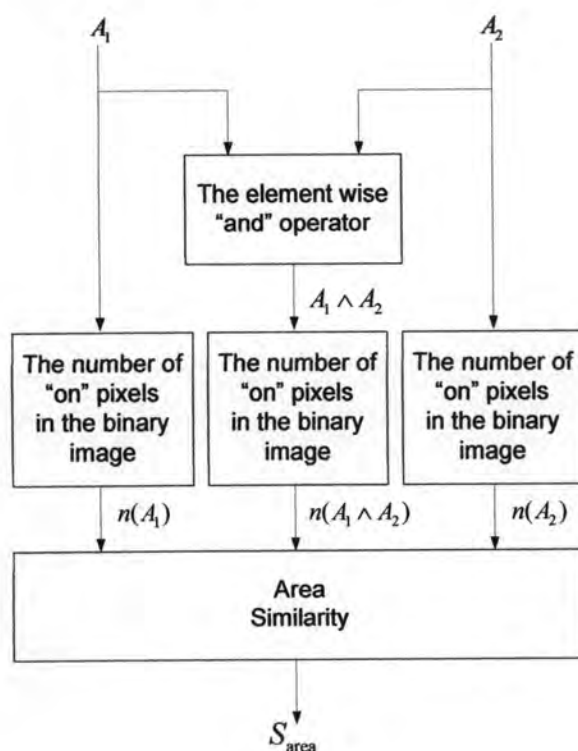 A₁ A₂
The element wise
“and” operator
A₁ ∧ A₂
The number of
“on” pixels
in the binary
image
The number of
“on” pixels
in the binary
image
The number of
“on” pixels
in the binary
image
n(A₁) n(A₁ ∧ A₂) n(A₂)
Area
Similarity
S_area